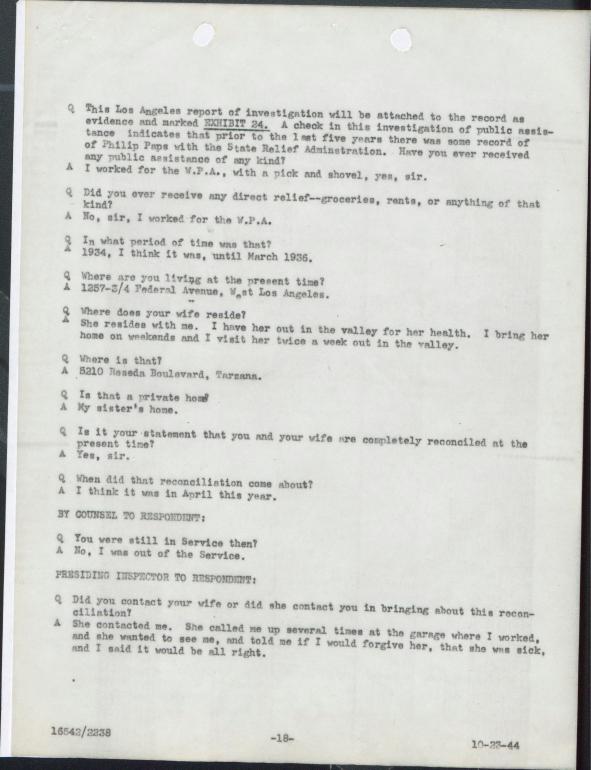 Q This Los Angeles report of investigation will be attached to the record as
evidence and marked EXHIBIT 24. A check in this investigation of public assis-
tance indicates that prior to the last five years there was some record of
of Philip Paps with the State Relief Adminstration. Have you ever received
any public assistance of any kind?
A I worked for the W.P.A., with a pick and shovel, yes, sir.
Q Did you ever receive any direct relief--groceries, rents, or anything of that
kind?
A No, sir, I worked for the W.P.A.
Q In what period of time was that?
A 1934, I think it was, until March 1936.
Q Where are you living at the present time?
A 1257-3/4 Federal Avenue, West Los Angeles.
Q Where does your wife reside?
A She resides with me. I have her out in the valley for her health. I bring her
home on weekends and I visit her twice a week out in the valley.
Q Where is that?
A 5210 Reseda Boulevard, Tarzana.
Q Is that a private home?
A My sister's home.
Q Is it your statement that you and your wife are completely reconciled at the
present time?
A Yes, sir.
Q When did that reconciliation come about?
A I think it was in April this year.
BY COUNSEL TO RESPONDENT:
Q You were still in Service then?
A No, I was out of the Service.
PRESIDING INSPECTOR TO RESPONDENT:
Q Did you contact your wife or did she contact you in bringing about this recon-
ciliation?
A She contacted me. She called me up several times at the garage where I worked,
and she wanted to see me, and told me if I would forgive her, that she was sick,
and I said it would be all right.
16542/2238
-18-
10-23-44